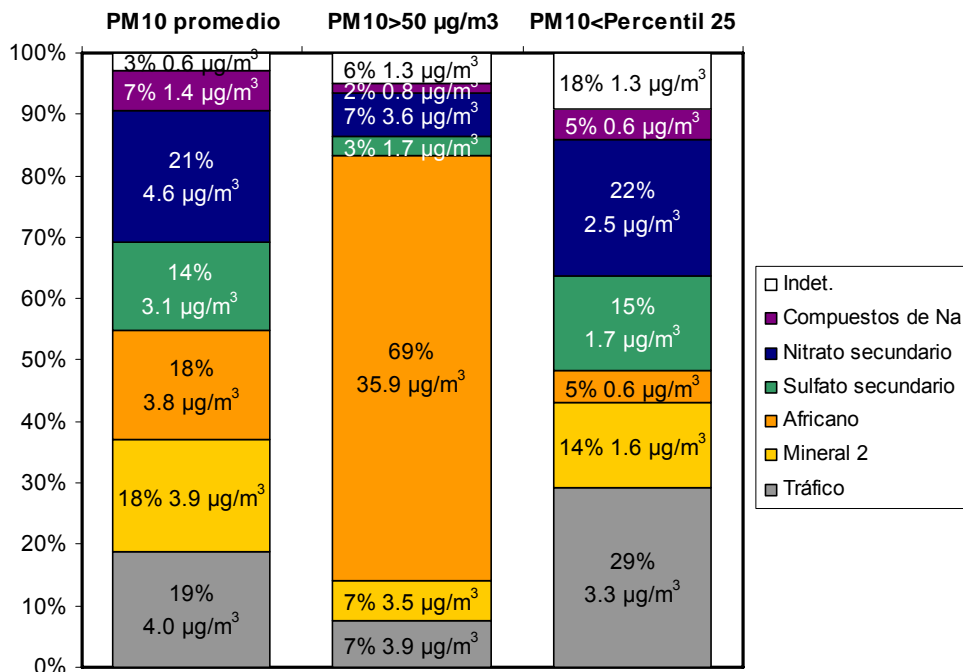 PM10 promedio PM10>50 µg/m3 PM10<Percentil 25
100%
90%
80%
70%
60%
50%
40%
30%
20%
10%
0%
3% 0.6 µg/m³
7% 1.4 µg/m³
21%
4.6 µg/m³
14%
3.1 µg/m³
18%
3.8 µg/m³
18% 3.9 µg/m³
19%
4.0 µg/m³
6% 1.3 µg/m³
2% 0.8 µg/m³
7% 3.6 µg/m³
3% 1.7 µg/m³
69%
35.9 µg/m³
7% 3.5 µg/m³
7% 3.9 µg/m³
18% 1.3 µg/m³
5% 0.6 µg/m³
22%
2.5 µg/m³
15%
1.7 µg/m³
5% 0.6 µg/m³
14% 1.6 µg/m³
29%
3.3 µg/m³
Indet.
Compuestos de Na
Nitrato secundario
Sulfato secundario
Africano
Mineral 2
Tráfico